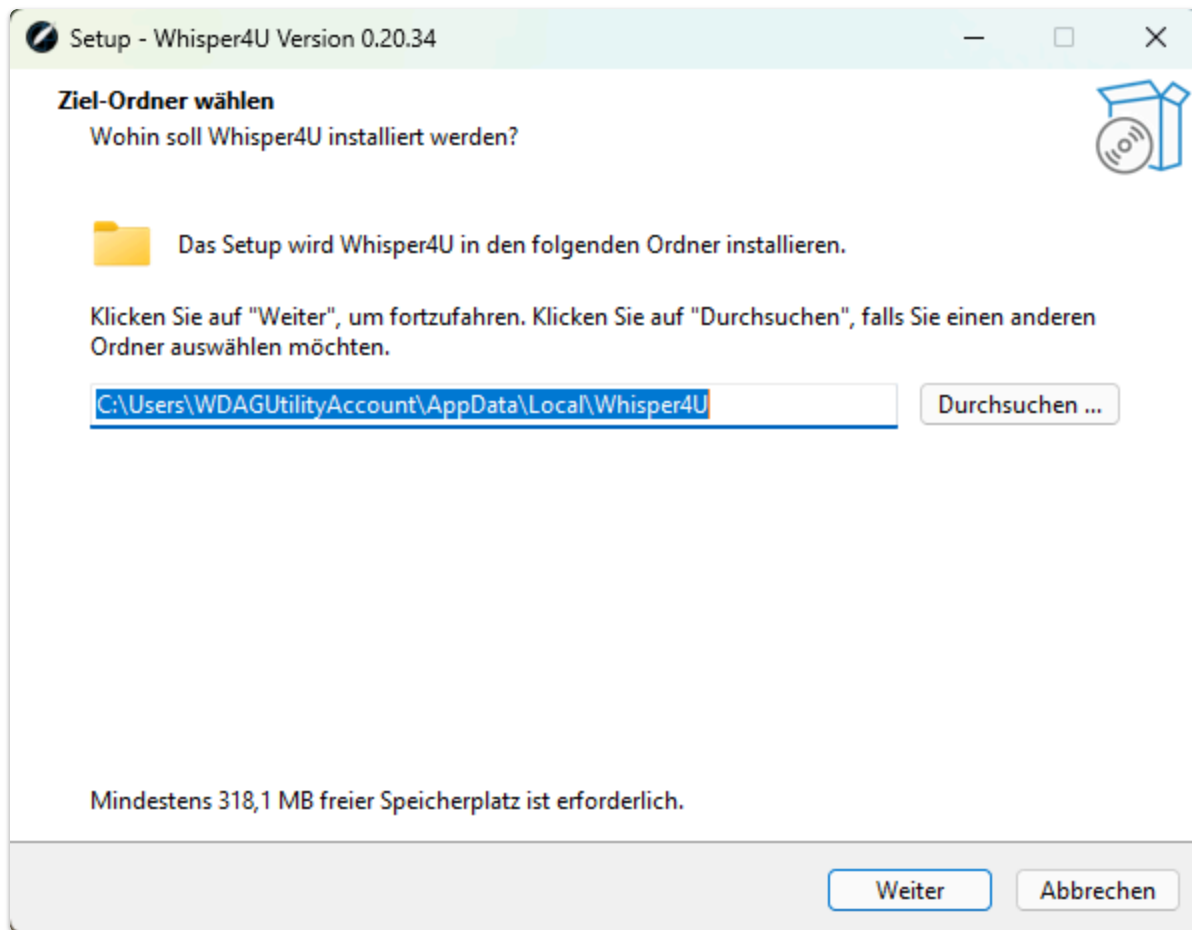 Setup - Whisper4U Version 0.20.34
Ziel-Ordner wählen
Wohin soll Whisper4U installiert werden?
Das Setup wird Whisper4U in den folgenden Ordner installieren.
Klicken Sie auf "Weiter", um fortzufahren. Klicken Sie auf "Durchsuchen", falls Sie einen anderen
Ordner auswählen möchten.
C:\Users\WDAGUtilityAccount\AppData\Local\Whisper4U
Durchsuchen ...
Mindestens 318,1 MB freier Speicherplatz ist erforderlich.
Weiter
Abbrechen